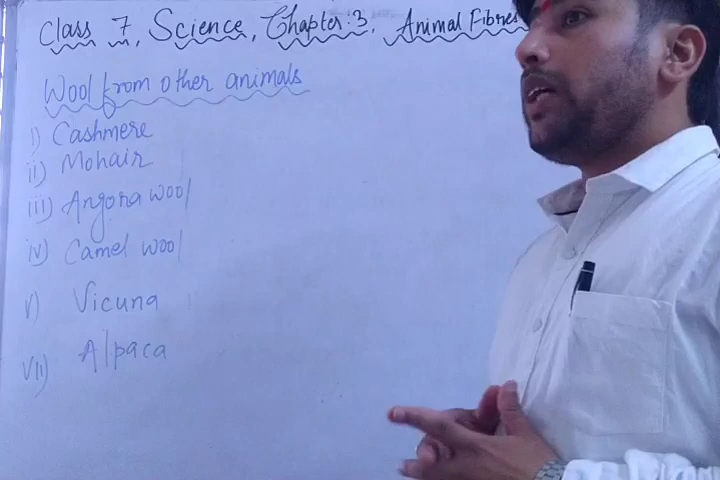 Class 7, Science, Chapter:3, Animal Fibres
Wool from other animals
i) Cashmere
ii) Mohair
iii) Angora wool
iv) Camel wool
v) Vicuna
vii) Alpaca